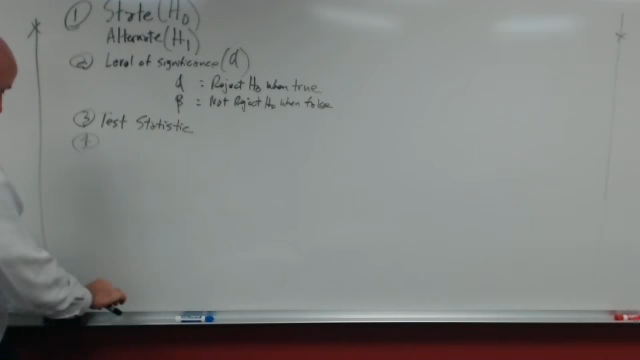 ① State (H₀)
Alternate (H₁)
② Level of significance (α)
α = Reject H₀ when true
β = Not Reject H₀ when false
③ Test Statistic
④